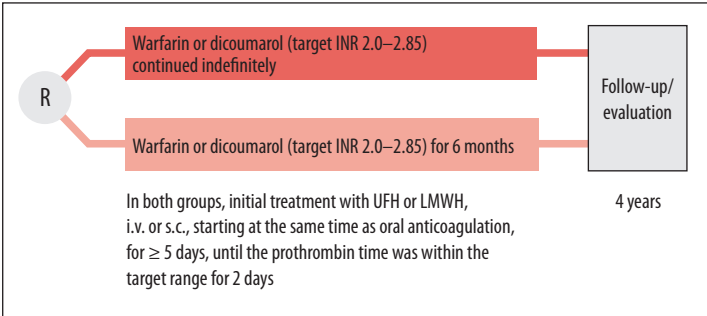 Warfarin or dicoumarol (target INR 2.0–2.85)
continued indefinitely
R
Follow-up/
evaluation
Warfarin or dicoumarol (target INR 2.0–2.85) for 6 months
In both groups, initial treatment with UFH or LMWH,
i.v. or s.c., starting at the same time as oral anticoagulation,
for ≥ 5 days, until the prothrombin time was within the
target range for 2 days
4 years